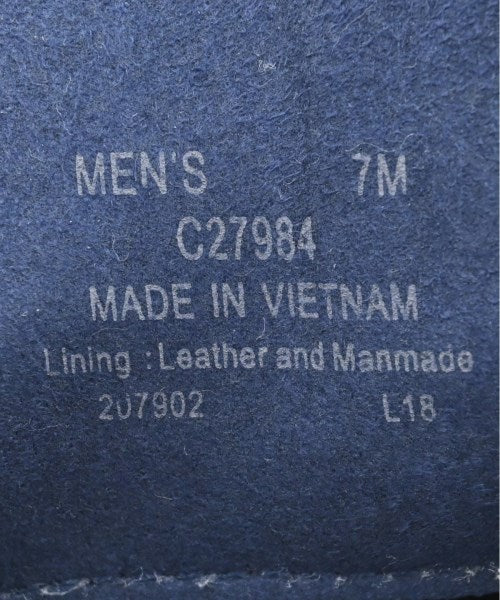 MEN'S 7M
C27984
MADE IN VIETNAM
Lining : Leather and Manmade
207902 L18